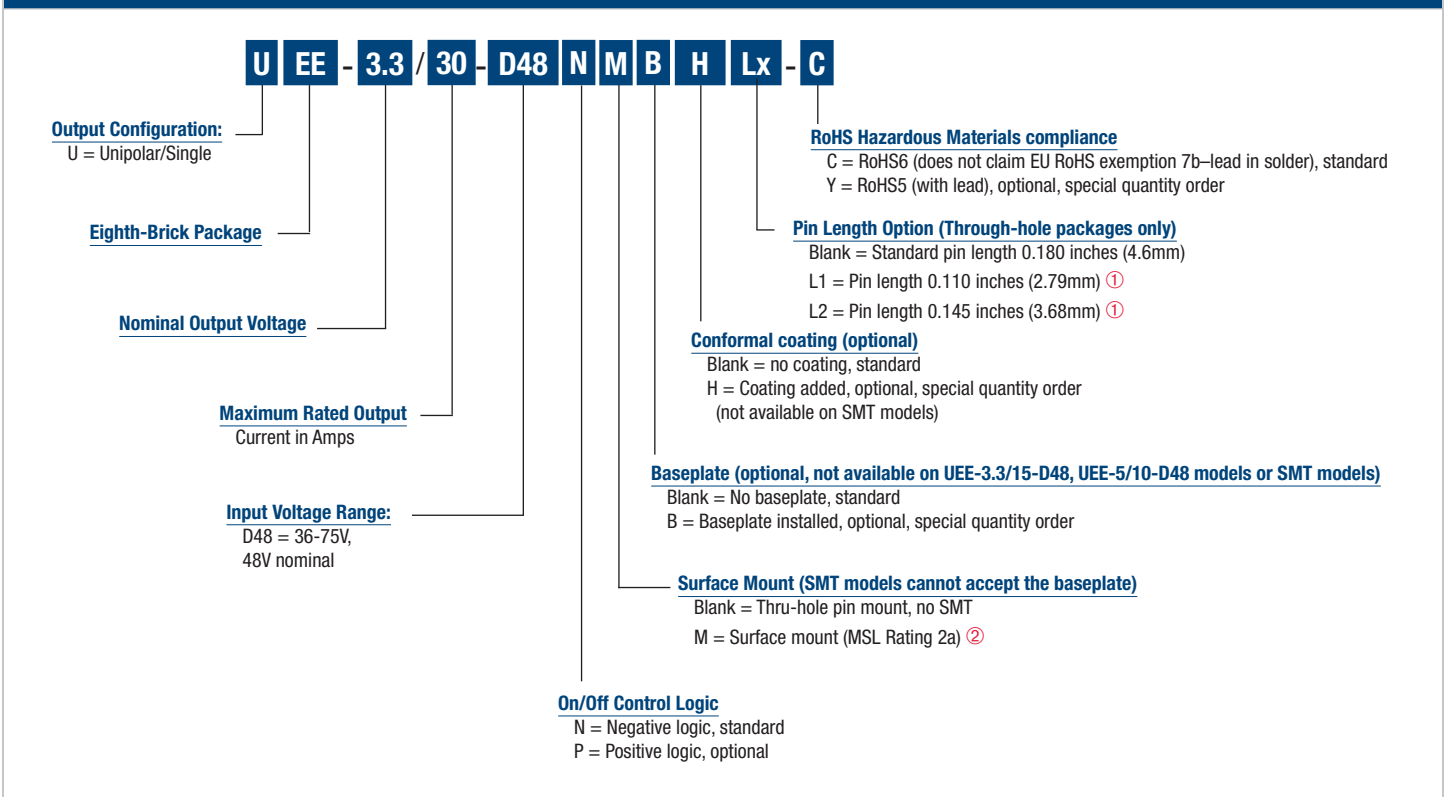 U EE - 3.3 / 30 - D48 N M B H Lx - C
Output Configuration:
U = Unipolar/Single
Eighth-Brick Package
Nominal Output Voltage
Maximum Rated Output
Current in Amps
Input Voltage Range:
D48 = 36-75V,
48V nominal
RoHS Hazardous Materials compliance
C = RoHS6 (does not claim EU RoHS exemption 7b–lead in solder), standard
Y = RoHS5 (with lead), optional, special quantity order
Pin Length Option (Through-hole packages only)
Blank = Standard pin length 0.180 inches (4.6mm)
L1 = Pin length 0.110 inches (2.79mm) ①
L2 = Pin length 0.145 inches (3.68mm) ①
Conformal coating (optional)
Blank = no coating, standard
H = Coating added, optional, special quantity order
(not available on SMT models)
Baseplate (optional, not available on UEE-3.3/15-D48, UEE-5/10-D48 models or SMT models)
Blank = No baseplate, standard
B = Baseplate installed, optional, special quantity order
Surface Mount (SMT models cannot accept the baseplate)
Blank = Thru-hole pin mount, no SMT
M = Surface mount (MSL Rating 2a) ②
On/Off Control Logic
N = Negative logic, standard
P = Positive logic, optional